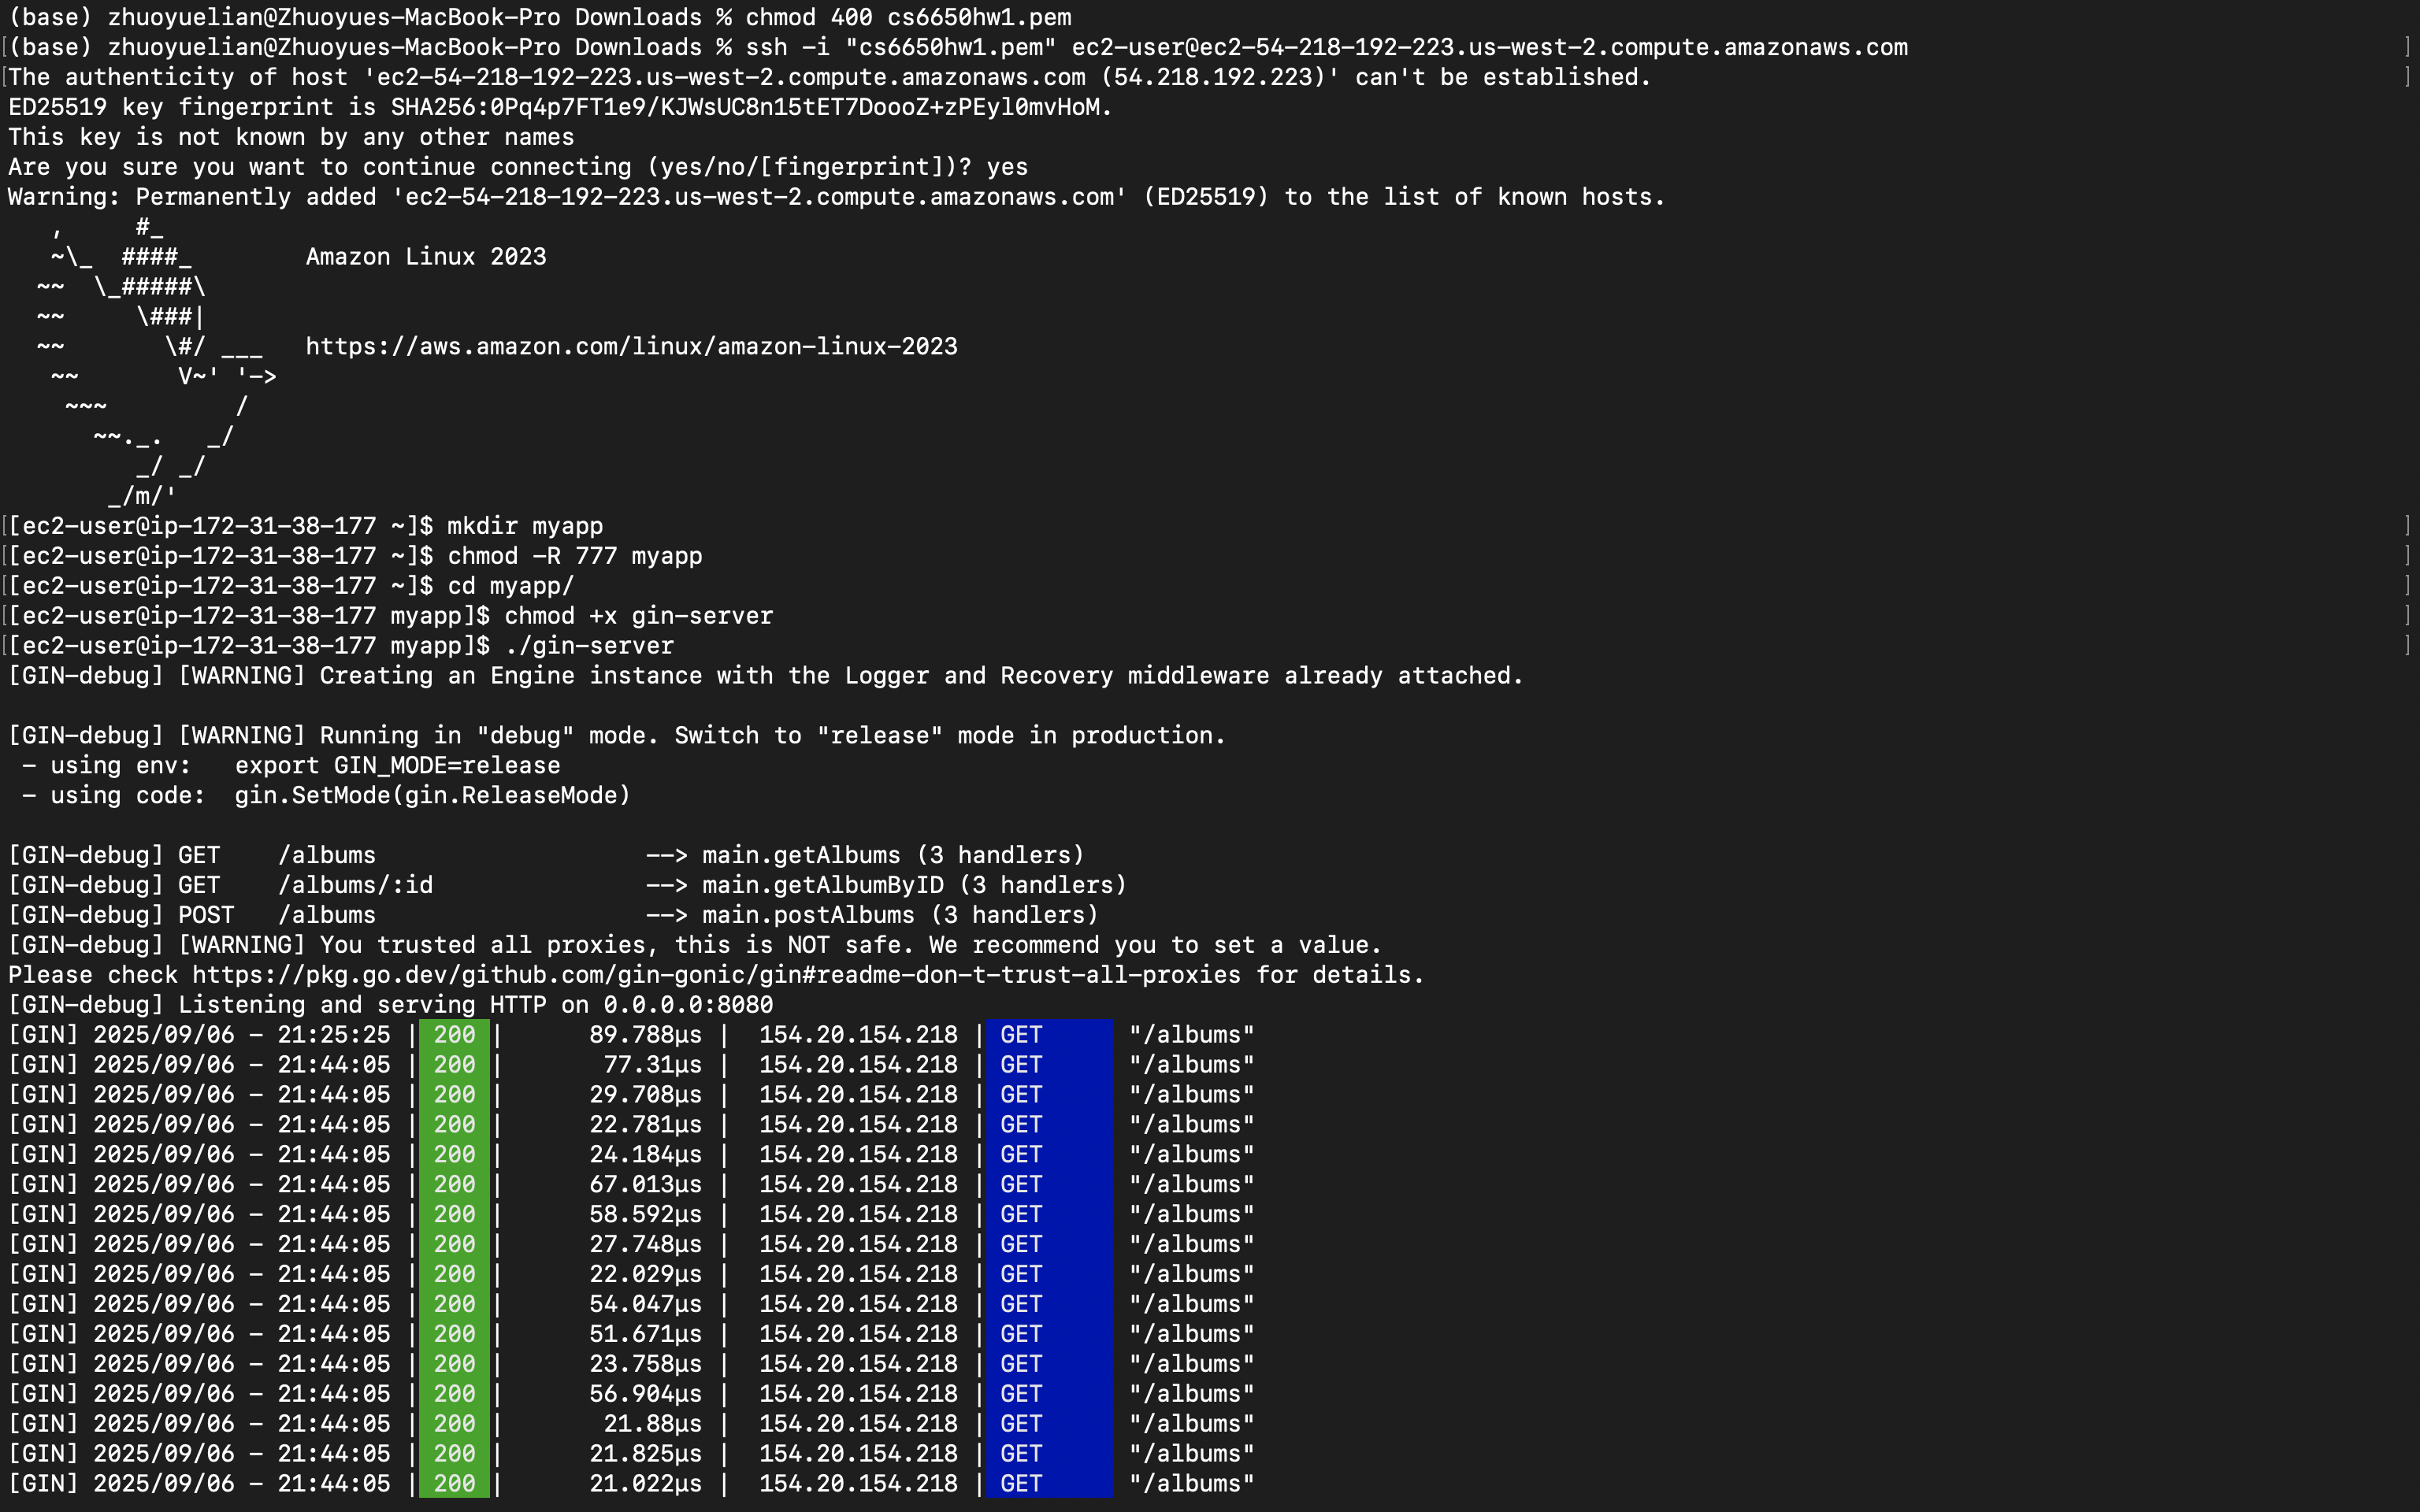 (base) zhuoyuelian@Zhuoyues-MacBook-Pro Downloads % chmod 400 cs6650hw1.pem
[(base) zhuoyuelian@Zhuoyues-MacBook-Pro Downloads % ssh -i "cs6650hw1.pem" ec2-user@ec2-54-218-192-223.us-west-2.compute.amazonaws.com ]
[The authenticity of host 'ec2-54-218-192-223.us-west-2.compute.amazonaws.com (54.218.192.223)' can't be established. ]
ED25519 key fingerprint is SHA256:0Pq4p7FT1e9/KJWsUC8n15tET7DoooZ+zPEyl0mvHoM.
This key is not known by any other names
Are you sure you want to continue connecting (yes/no/[fingerprint])? yes
Warning: Permanently added 'ec2-54-218-192-223.us-west-2.compute.amazonaws.com' (ED25519) to the list of known hosts.
   ,     #_
   ~\_  ####_        Amazon Linux 2023
  ~~  \_#####\
  ~~     \###|
  ~~       \#/ ___   https://aws.amazon.com/linux/amazon-linux-2023
   ~~       V~' '->
    ~~~         /
      ~~._.   _/
         _/ _/
       _/m/'
[[ec2-user@ip-172-31-38-177 ~]$ mkdir myapp ]
[[ec2-user@ip-172-31-38-177 ~]$ chmod -R 777 myapp ]
[[ec2-user@ip-172-31-38-177 ~]$ cd myapp/ ]
[[ec2-user@ip-172-31-38-177 myapp]$ chmod +x gin-server ]
[[ec2-user@ip-172-31-38-177 myapp]$ ./gin-server ]
[GIN-debug] [WARNING] Creating an Engine instance with the Logger and Recovery middleware already attached.

[GIN-debug] [WARNING] Running in "debug" mode. Switch to "release" mode in production.
 - using env:   export GIN_MODE=release
 - using code:  gin.SetMode(gin.ReleaseMode)

[GIN-debug] GET    /albums                   --> main.getAlbums (3 handlers)
[GIN-debug] GET    /albums/:id               --> main.getAlbumByID (3 handlers)
[GIN-debug] POST   /albums                   --> main.postAlbums (3 handlers)
[GIN-debug] [WARNING] You trusted all proxies, this is NOT safe. We recommend you to set a value.
Please check https://pkg.go.dev/github.com/gin-gonic/gin#readme-don-t-trust-all-proxies for details.
[GIN-debug] Listening and serving HTTP on 0.0.0.0:8080
[GIN] 2025/09/06 - 21:25:25 | 200 |      89.788µs |  154.20.154.218 | GET      "/albums"
[GIN] 2025/09/06 - 21:44:05 | 200 |       77.31µs |  154.20.154.218 | GET      "/albums"
[GIN] 2025/09/06 - 21:44:05 | 200 |      29.708µs |  154.20.154.218 | GET      "/albums"
[GIN] 2025/09/06 - 21:44:05 | 200 |      22.781µs |  154.20.154.218 | GET      "/albums"
[GIN] 2025/09/06 - 21:44:05 | 200 |      24.184µs |  154.20.154.218 | GET      "/albums"
[GIN] 2025/09/06 - 21:44:05 | 200 |      67.013µs |  154.20.154.218 | GET      "/albums"
[GIN] 2025/09/06 - 21:44:05 | 200 |      58.592µs |  154.20.154.218 | GET      "/albums"
[GIN] 2025/09/06 - 21:44:05 | 200 |      27.748µs |  154.20.154.218 | GET      "/albums"
[GIN] 2025/09/06 - 21:44:05 | 200 |      22.029µs |  154.20.154.218 | GET      "/albums"
[GIN] 2025/09/06 - 21:44:05 | 200 |      54.047µs |  154.20.154.218 | GET      "/albums"
[GIN] 2025/09/06 - 21:44:05 | 200 |      51.671µs |  154.20.154.218 | GET      "/albums"
[GIN] 2025/09/06 - 21:44:05 | 200 |      23.758µs |  154.20.154.218 | GET      "/albums"
[GIN] 2025/09/06 - 21:44:05 | 200 |      56.904µs |  154.20.154.218 | GET      "/albums"
[GIN] 2025/09/06 - 21:44:05 | 200 |       21.88µs |  154.20.154.218 | GET      "/albums"
[GIN] 2025/09/06 - 21:44:05 | 200 |      21.825µs |  154.20.154.218 | GET      "/albums"
[GIN] 2025/09/06 - 21:44:05 | 200 |      21.022µs |  154.20.154.218 | GET      "/albums"